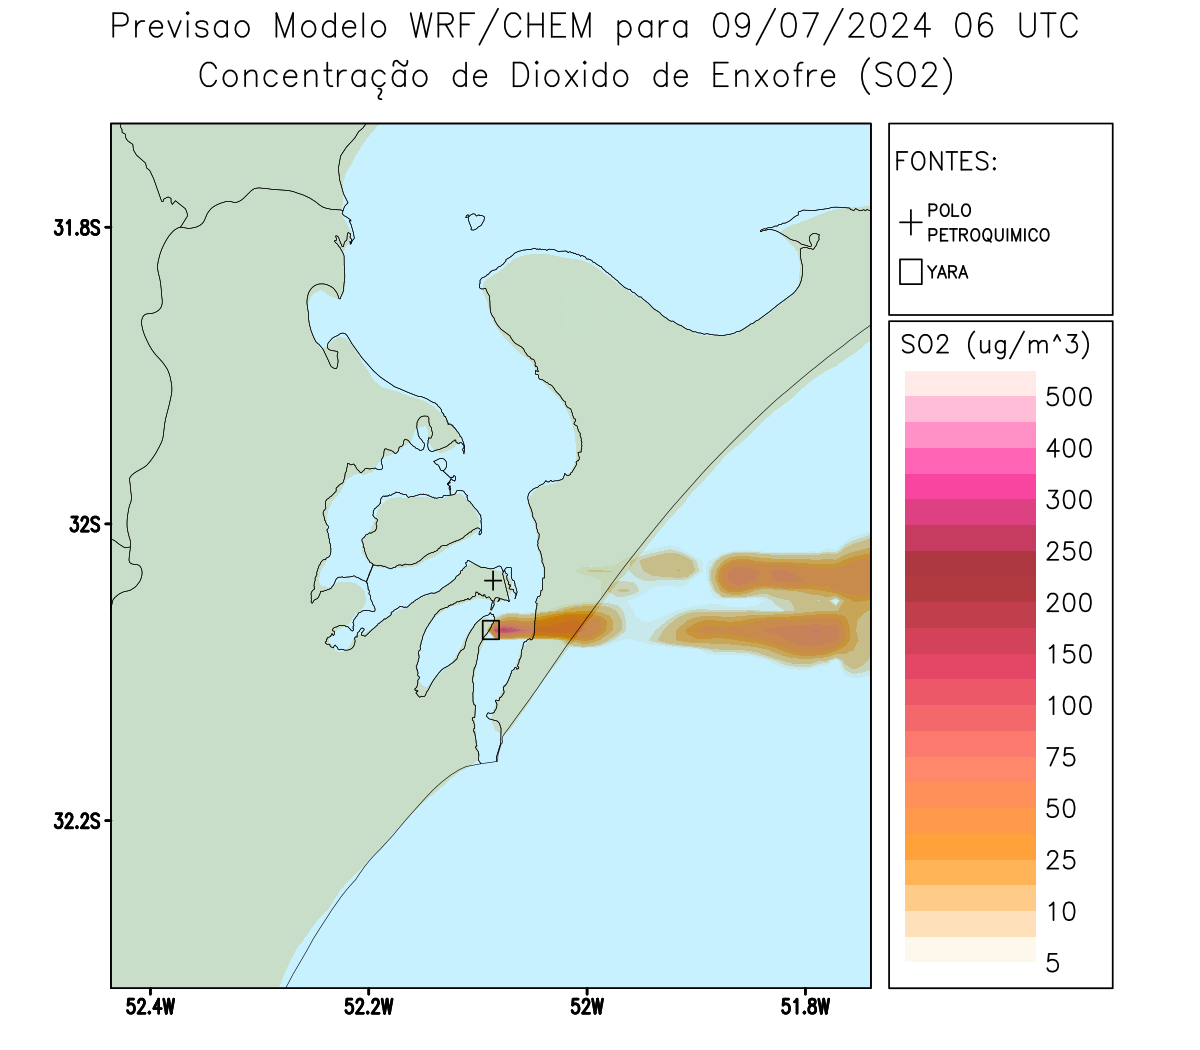 Previsao Modelo WRF/CHEM para 09/07/2024 06 UTC
Concentração de Dioxido de Enxofre (SO2)
31.8S
32S
32.2S
52.4W
52.2W
52W
51.8W
FONTES:
POLO
PETROQUIMICO
YARA
SO2 (ug/m^3)
500
400
300
250
200
150
100
75
50
25
10
5